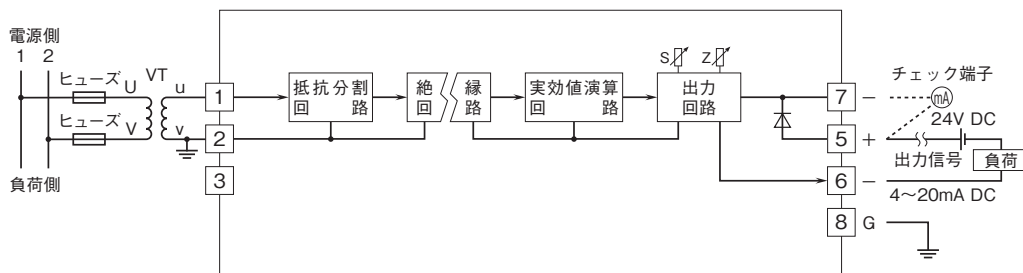 電源側
1 2
ヒューズ
U
VT
u
ヒューズ
V
v
負荷側
1
2
3
抵抗分割
回 路
絶
回
縁
路
実効値演算
回 路
S
Z
出力
回路
7 −
5 +
6 −
8 G
チェック端子
mA
24V DC
出力信号
負荷
4〜20mA DC